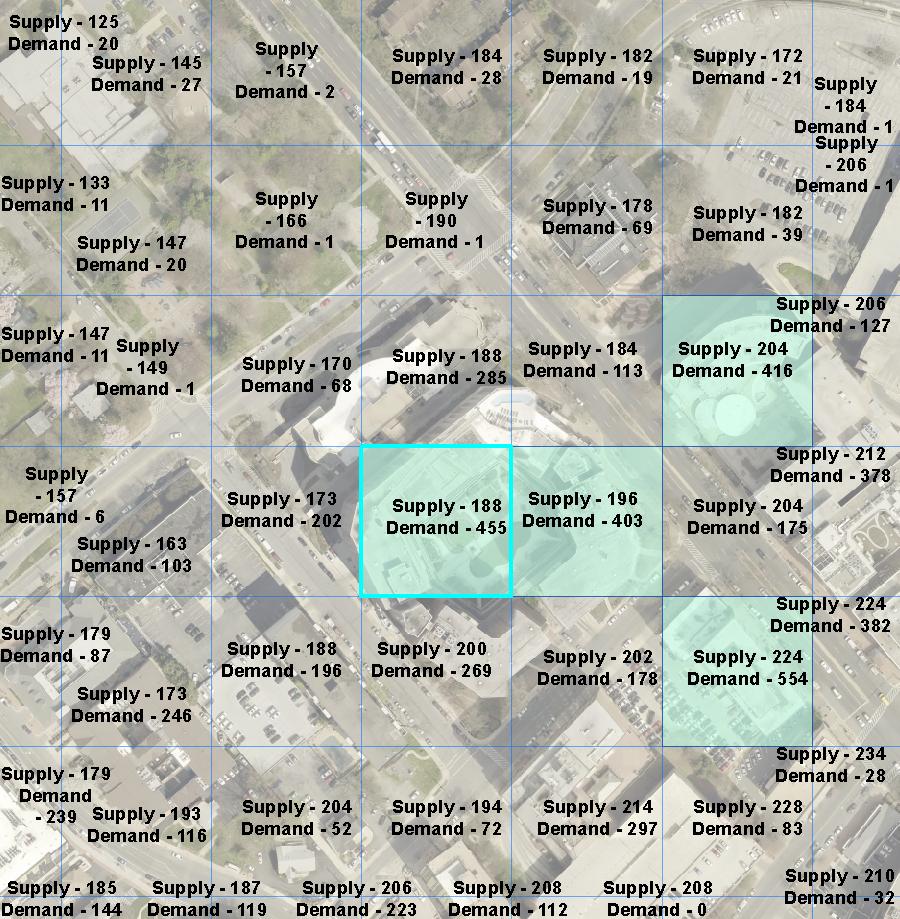 Supply - 125
Demand - 20
Supply - 145
Demand - 27
Supply
- 157
Demand - 2
Supply - 184
Demand - 28
Supply - 182
Demand - 19
Supply - 172
Demand - 21
Supply
- 184
Demand - 1
Supply
- 206
Demand - 1
Supply - 133
Demand - 11
Supply - 147
Demand - 20
Supply
- 166
Demand - 1
Supply
- 190
Demand - 1
Supply - 178
Demand - 69
Supply - 182
Demand - 39
Supply - 147
Demand - 11
Supply
- 149
Demand - 1
Supply - 170
Demand - 68
Supply - 188
Demand - 285
Supply - 184
Demand - 113
Supply - 204
Demand - 416
Supply - 206
Demand - 127
Supply
- 157
Demand - 6
Supply - 163
Demand - 103
Supply - 173
Demand - 202
Supply - 188
Demand - 455
Supply - 196
Demand - 403
Supply - 204
Demand - 175
Supply - 212
Demand - 378
Supply - 179
Demand - 87
Supply - 173
Demand - 246
Supply - 188
Demand - 196
Supply - 200
Demand - 269
Supply - 202
Demand - 178
Supply - 224
Demand - 554
Supply - 224
Demand - 382
Supply - 179
Demand
- 239
Supply - 193
Demand - 116
Supply - 204
Demand - 52
Supply - 194
Demand - 72
Supply - 214
Demand - 297
Supply - 228
Demand - 83
Supply - 234
Demand - 28
Supply - 185
Demand - 144
Supply - 187
Demand - 119
Supply - 206
Demand - 223
Supply - 208
Demand - 112
Supply - 208
Demand - 0
Supply - 210
Demand - 32